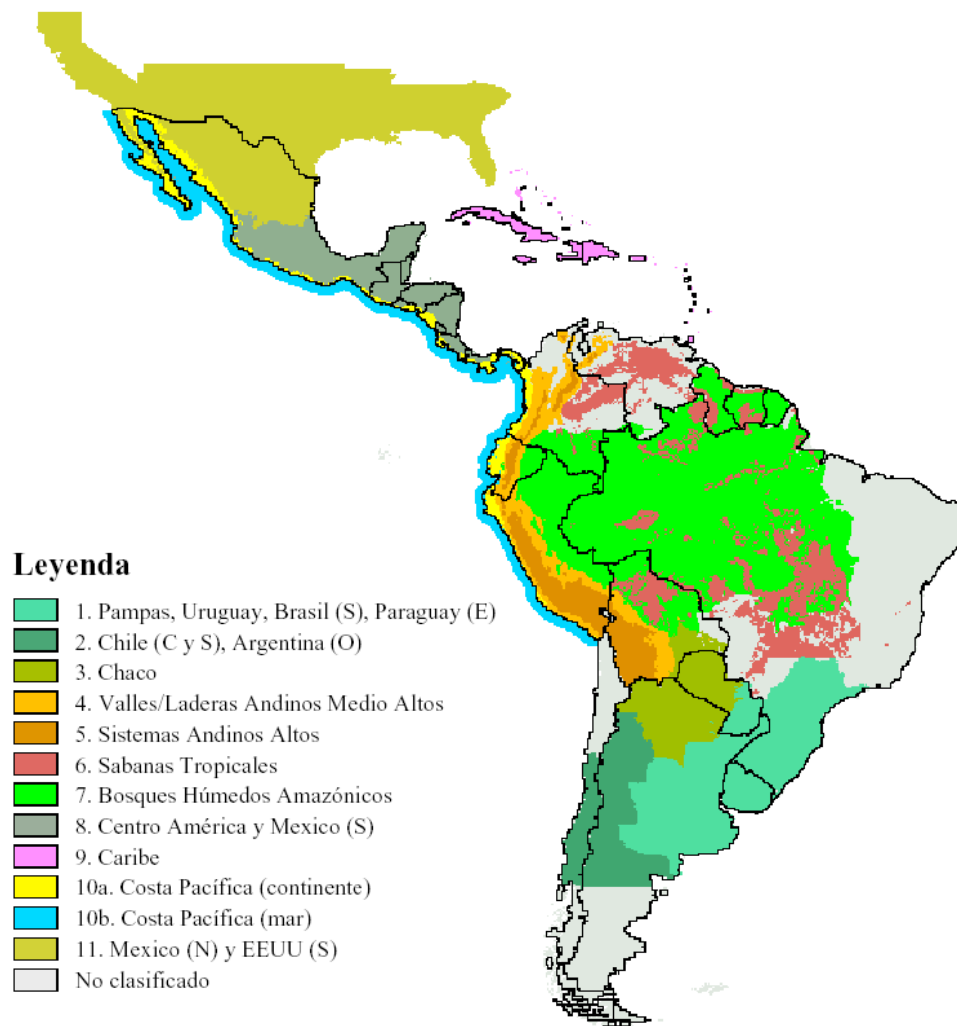 Leyenda
1. Pampas, Uruguay, Brasil (S), Paraguay (E)
2. Chile (C y S), Argentina (O)
3. Chaco
4. Valles/Laderas Andinos Medio Altos
5. Sistemas Andinos Altos
6. Sabanas Tropicales
7. Bosques Húmedos Amazónicos
8. Centro América y Mexico (S)
9. Caribe
10a. Costa Pacífica (continente)
10b. Costa Pacífica (mar)
11. Mexico (N) y EEUU (S)
No clasificado